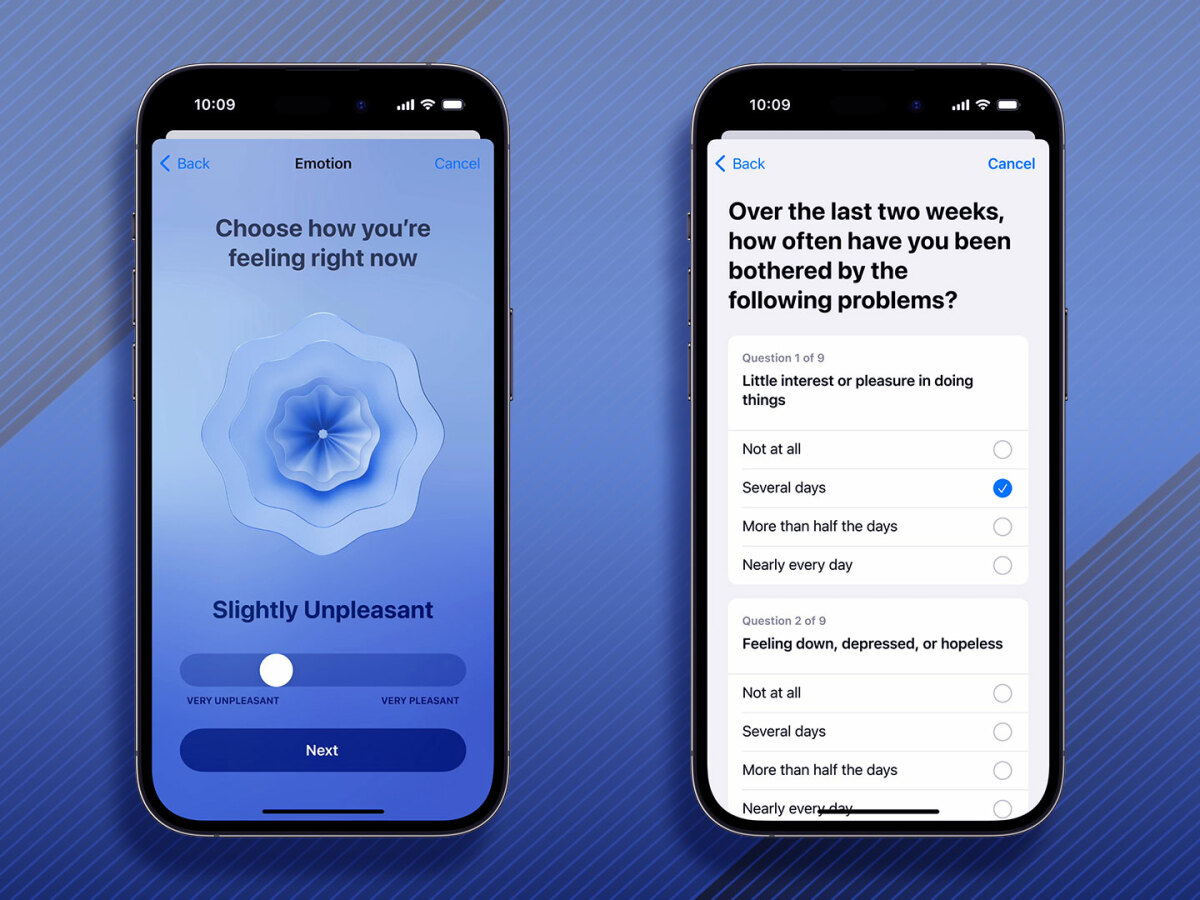 10:09
Back
Emotion
Cancel
Choose how you’re
feeling right now
Slightly Unpleasant
VERY UNPLEASANT
VERY PLEASANT
Next
10:09
Back
Cancel
Over the last two weeks,
how often have you been
bothered by the
following problems?
Question 1 of 9
Little interest or pleasure in doing
things
Not at all
Several days
More than half the days
Nearly every day
Question 2 of 9
Feeling down, depressed, or hopeless
Not at all
Several days
More than half the days
Nearly every day